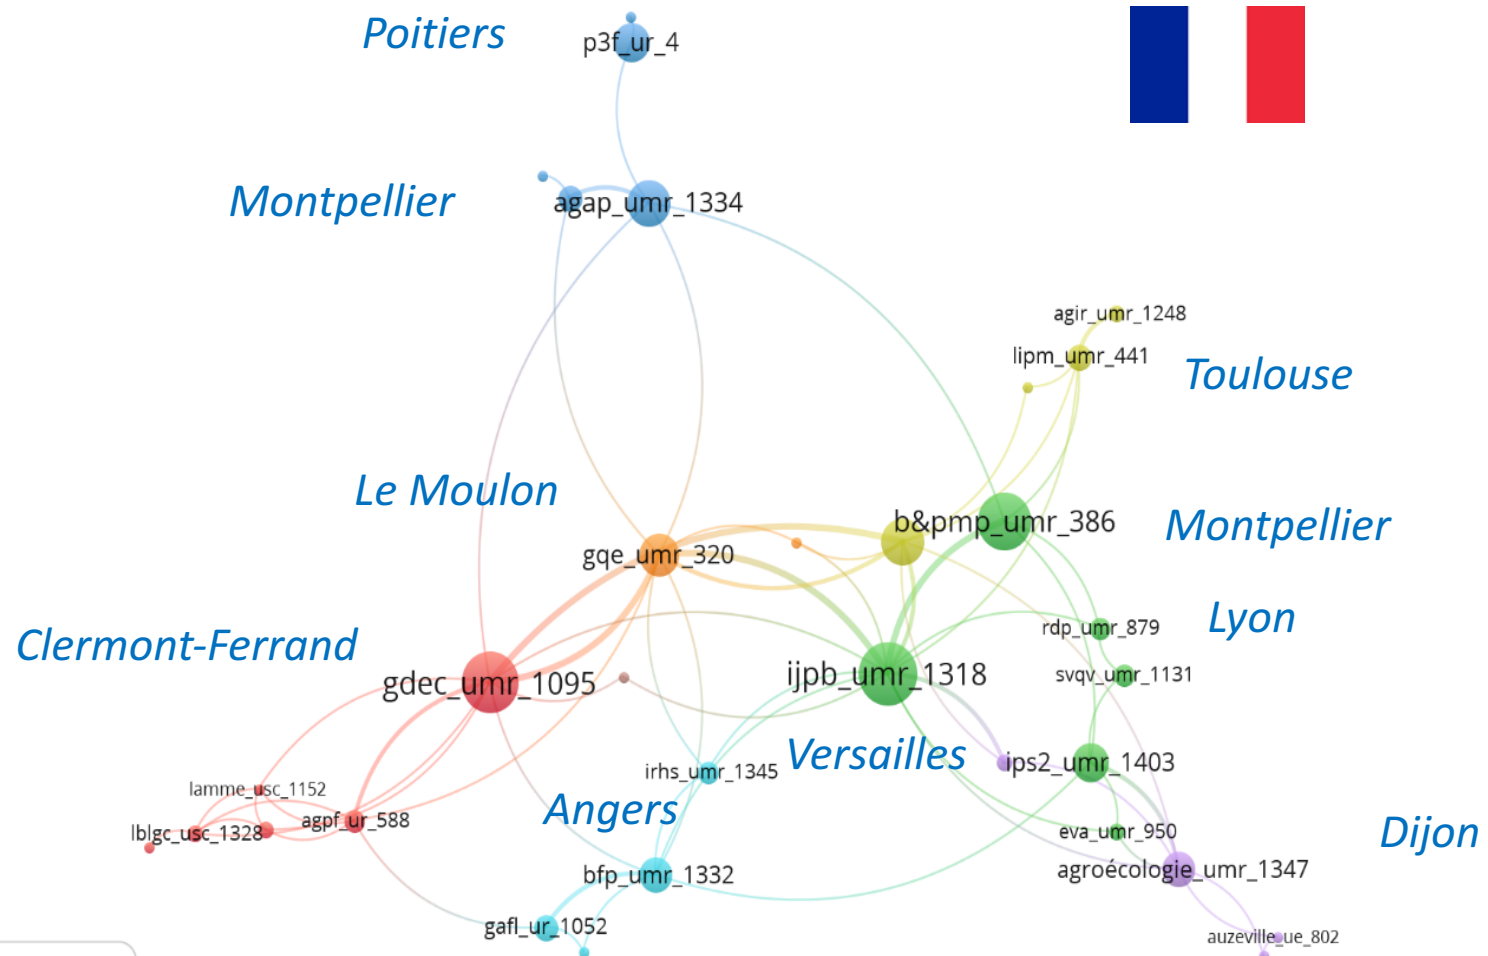 Poitiers
p3f_ur_4
Montpellier
agap_umr_1334
agir_umr_1248
lipm_umr_441
Toulouse
Le Moulon
b&pmp_umr_386
Montpellier
gqe_umr_320
Lyon
rdp_umr_879
Clermont-Ferrand
gdec_umr_1095
ijpb_umr_1318
svqv_umr_1131
Versailles
irhs_umr_1345
ips2_umr_1403
lamme_usc_1152
Angers
agpf_ur_588
lblgc_usc_1328
eva_umr_950
Dijon
bfp_umr_1332
agroécologie_umr_1347
gafl_ur_1052
auzeville_ue_802